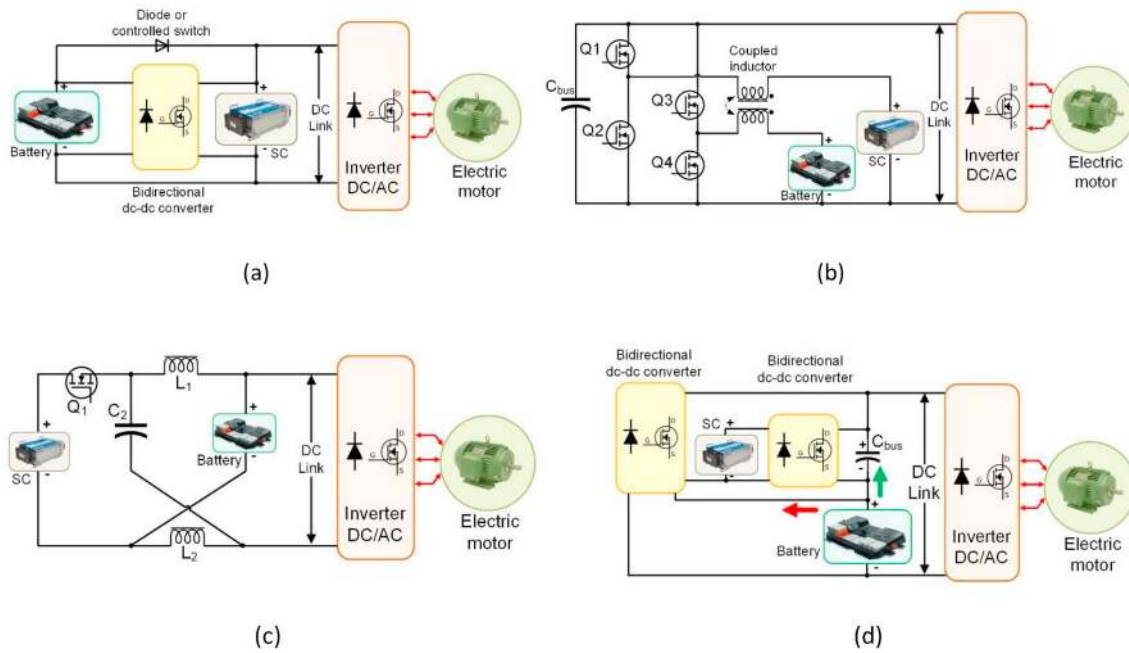 Diode or
controlled switch
+
+
D
G
S
G
S
DC
Link
-
-
Battery
SC
Inverter
DC/AC
Electric
motor
Bidirectional
dc-dc converter
(a)
Q1
Coupled
inductor
Cbus
Q3
Q2
Q4
+
+
DC
Link
D
G
S
-
SC
Battery
-
Inverter
DC/AC
Electric
motor
(b)
Q1
L1
C2
+
+
DC
Link
D
G
S
Battery
-
-
SC
L2
Inverter
DC/AC
Electric
motor
(c)
Bidirectional
dc-dc converter
Bidirectional
dc-dc converter
SC
+
+
D
G
S
D
G
S
Cbus
-
-
+
DC
Link
D
G
S
Battery
-
Inverter
DC/AC
Electric
motor
(d)